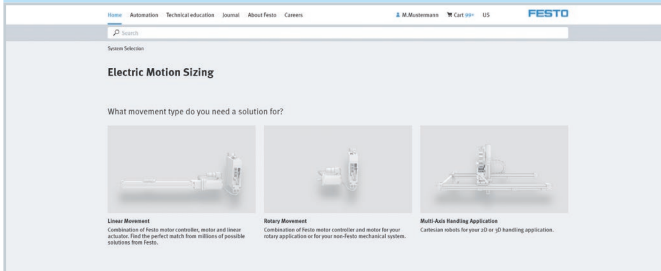 Home Automation Technical education Journal About Festo Careers M.Mustermann Cart 99+ US FESTO
Search
System Selection
Electric Motion Sizing
What movement type do you need a solution for?
Linear Movement
Combination of Festo motor controller, motor and linear
actuator. Find the perfect match from millions of possible
solutions from Festo.
Rotary Movement
Combination of Festo motor controller and motor for your
rotary application or for your non-Festo mechanical system.
Multi-Axis Handling Application
Cartesian robots for your 2D or 3D handling application.